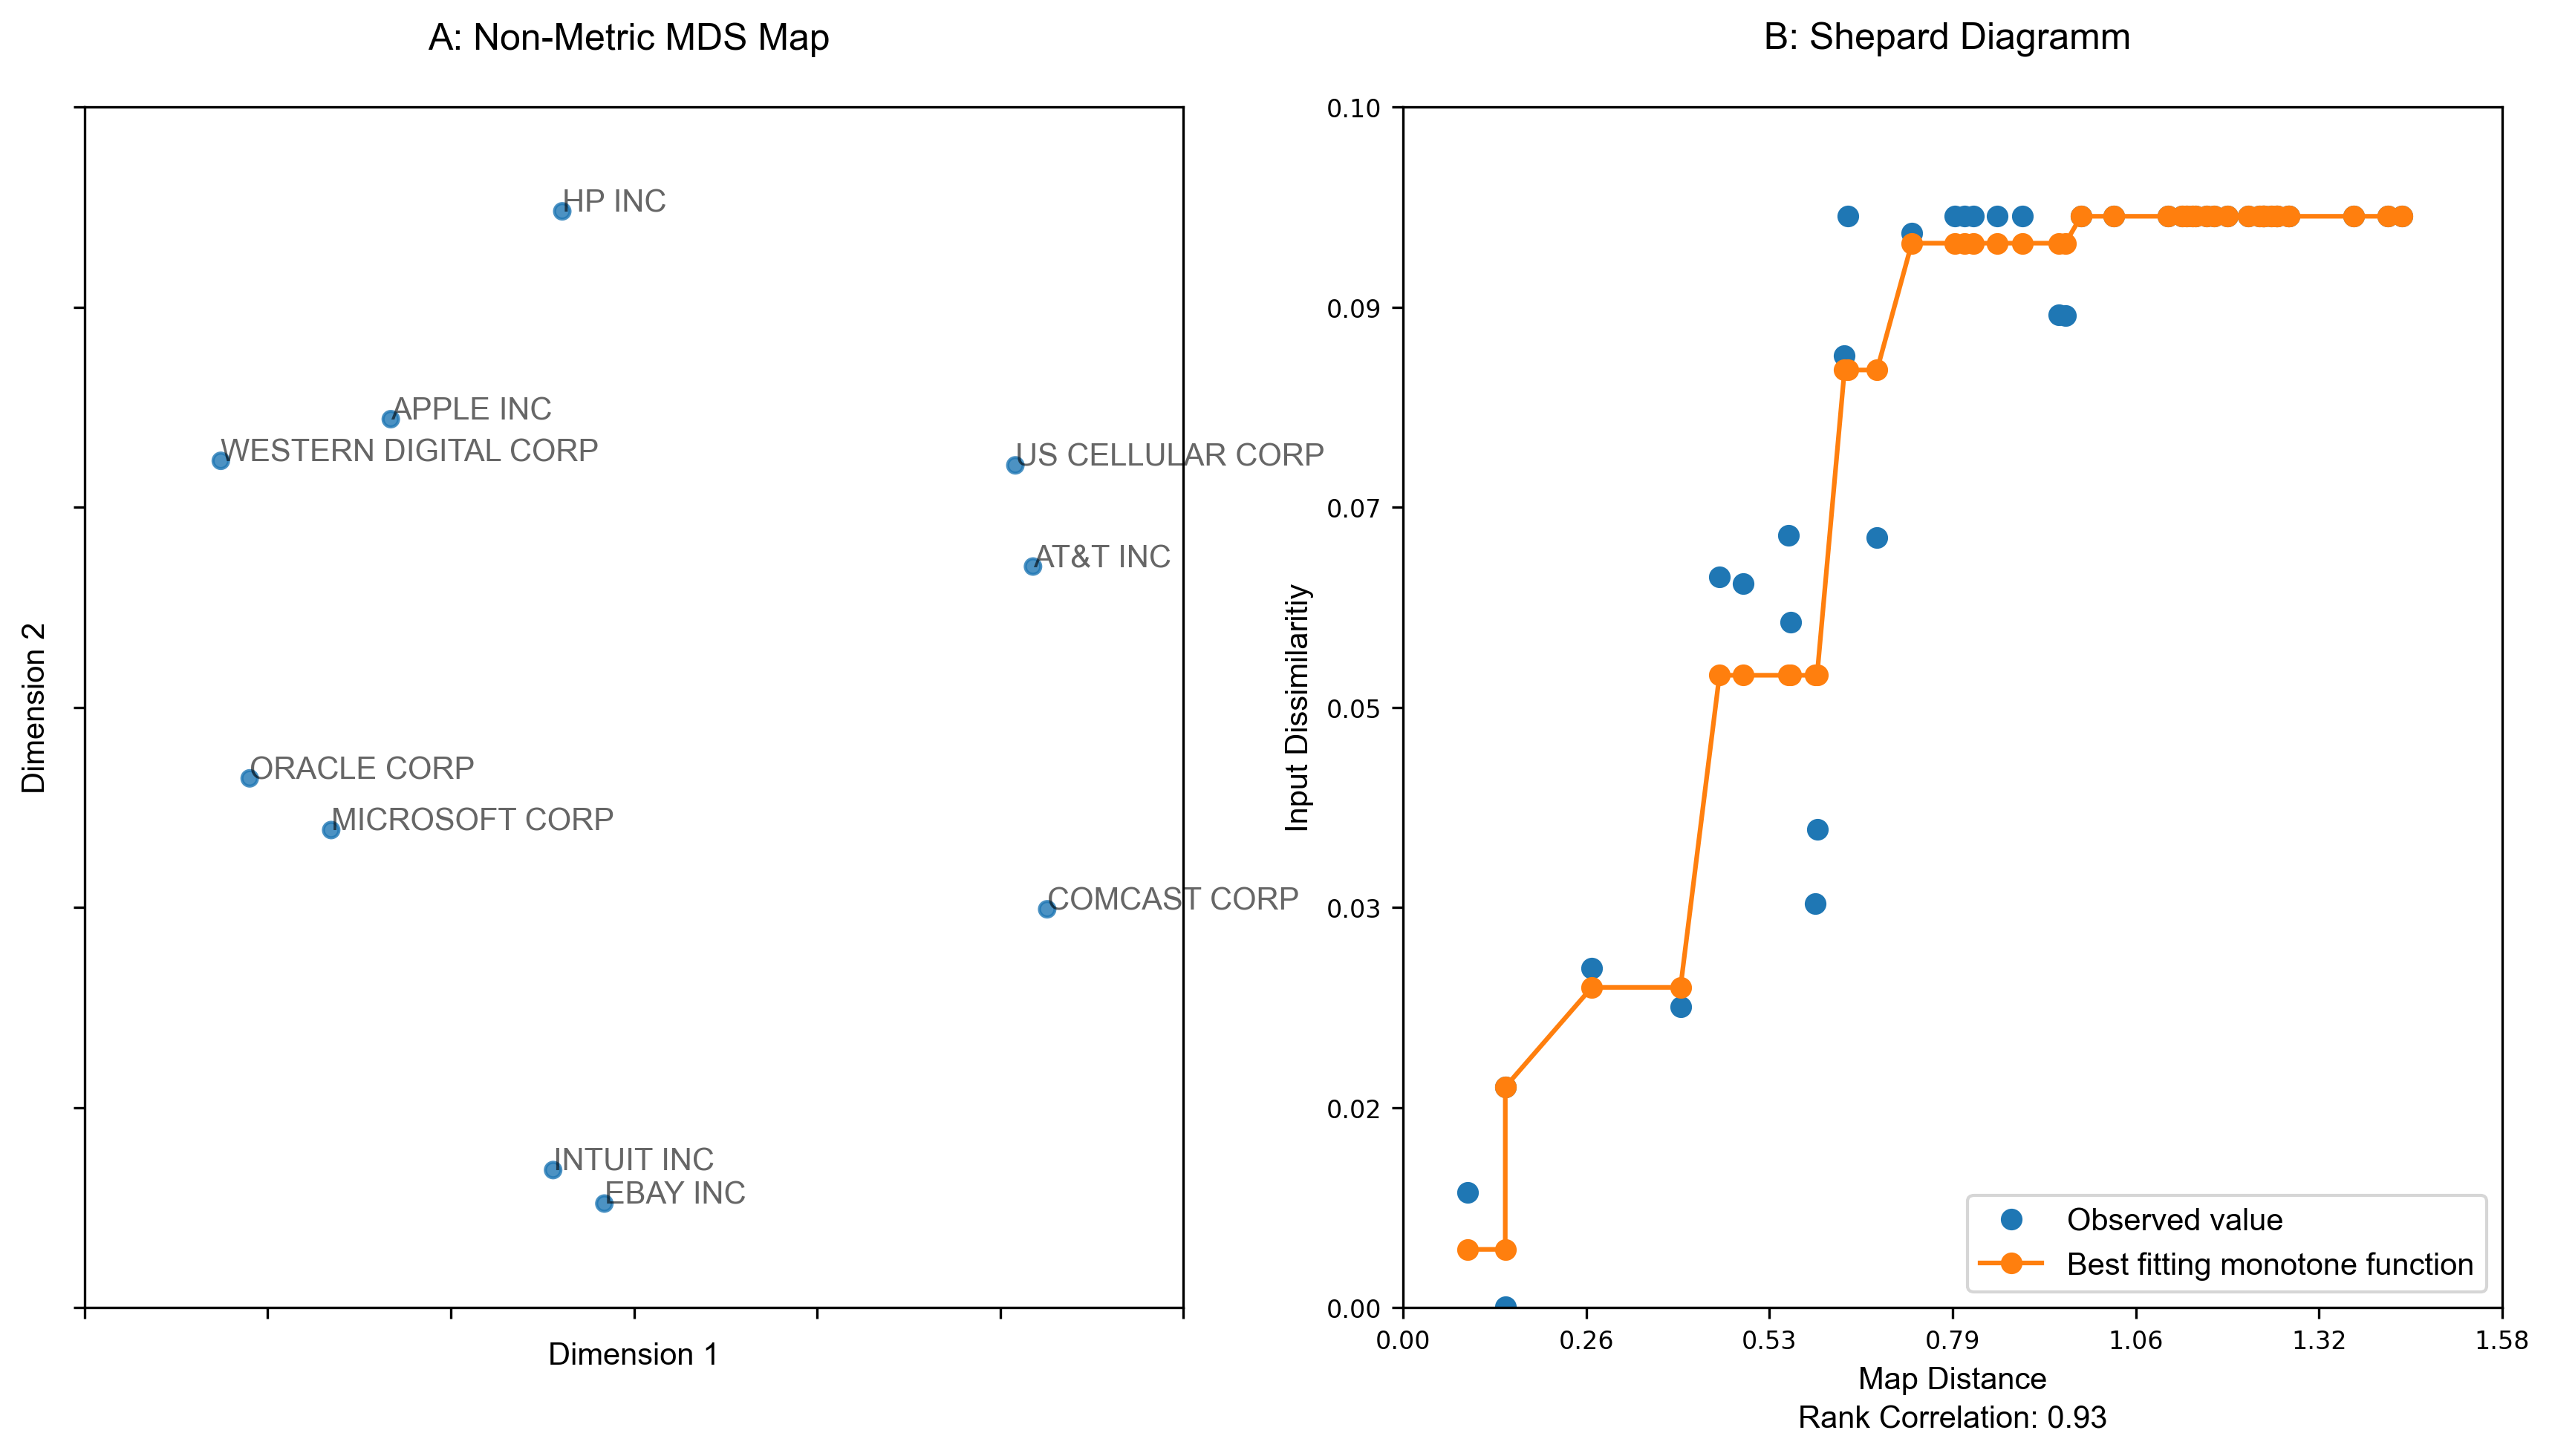 A: Non-Metric MDS Map
HP INC
APPLE INC
WESTERN DIGITAL CORP
US CELLULAR CORP
AT&T INC
ORACLE CORP
MICROSOFT CORP
COMCAST CORP
INTUIT INC
EBAY INC
Dimension 2
Dimension 1
B: Shepard Diagramm
0.10
0.09
0.07
0.05
0.03
0.02
0.00
Input Dissimilaritiy
Observed value
Best fitting monotone function
0.00 0.26 0.53 0.79 1.06 1.32 1.58
Map Distance
Rank Correlation: 0.93